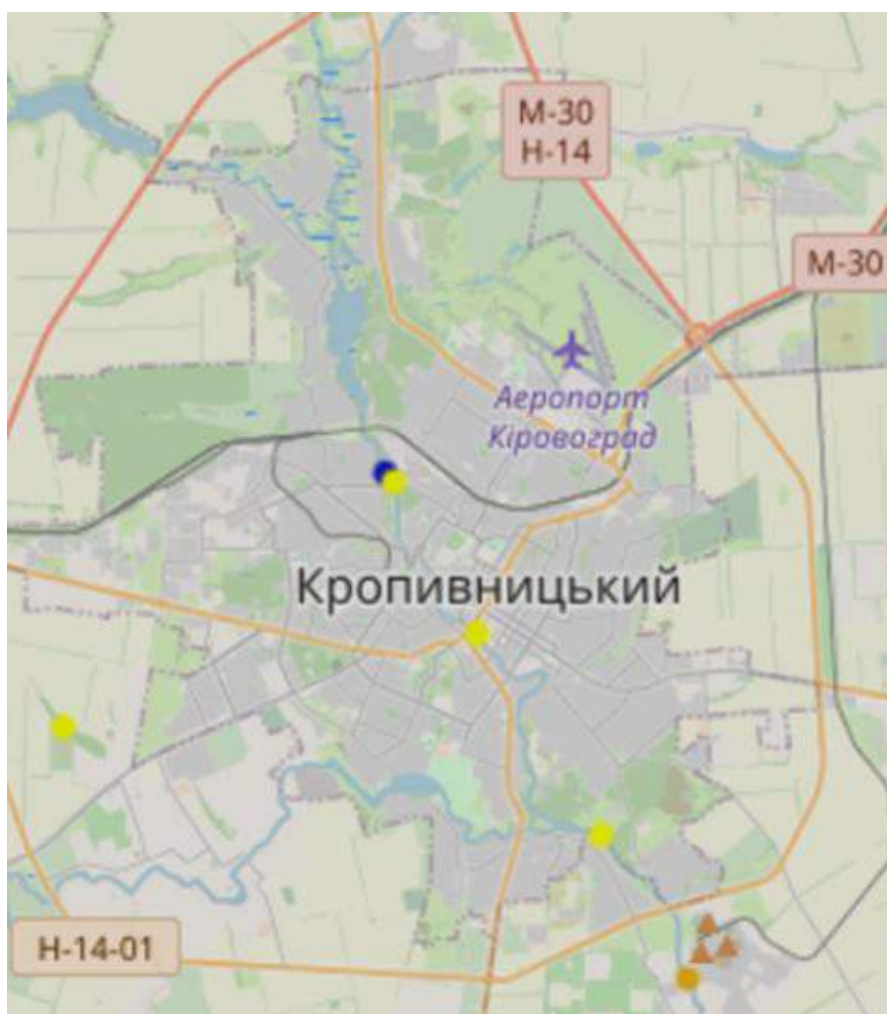 М-30
Н-14
М-30
Аеропорт
Кіровоград
Кропивницький
Н-14-01